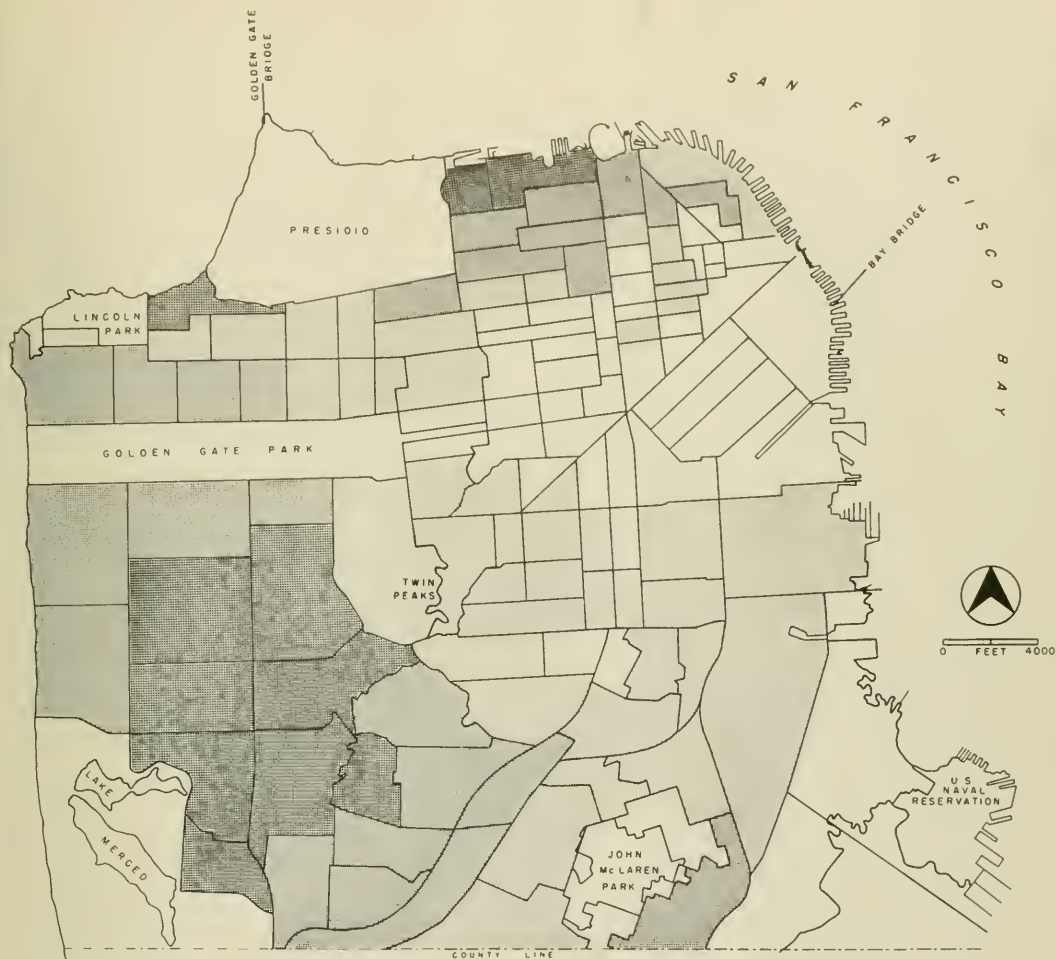 GOLDEN GATE
BRIDGE
SAN FRANCISCO BAY
PRESIDIO
BAY BRIDGE
LINCOLN
PARK
GOLDEN GATE PARK
TWIN
PEAKS
0 FEET 4000
LAKE
MERCED
U S
NAVAL
RESERVATION
JOHN
McLAREN
PARK
COUNTY LINE